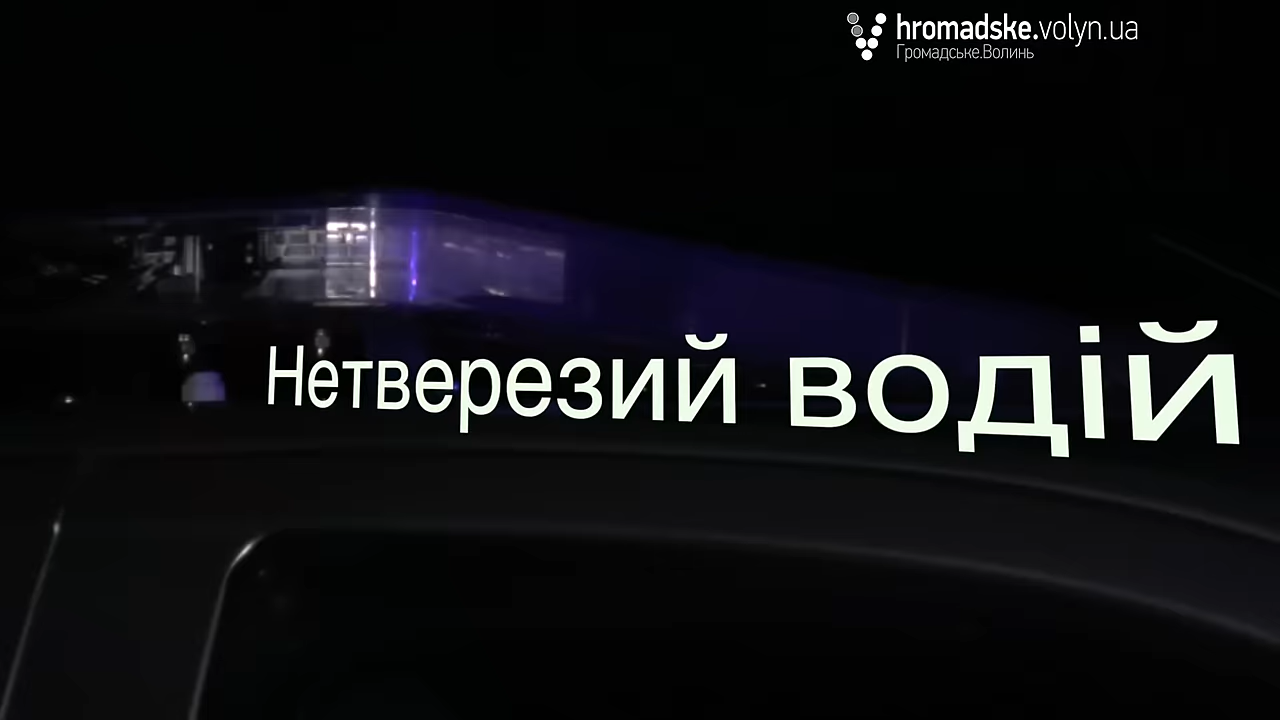 hromadske.volyn.ua
Громадське.Волинь
Нетверезий водій